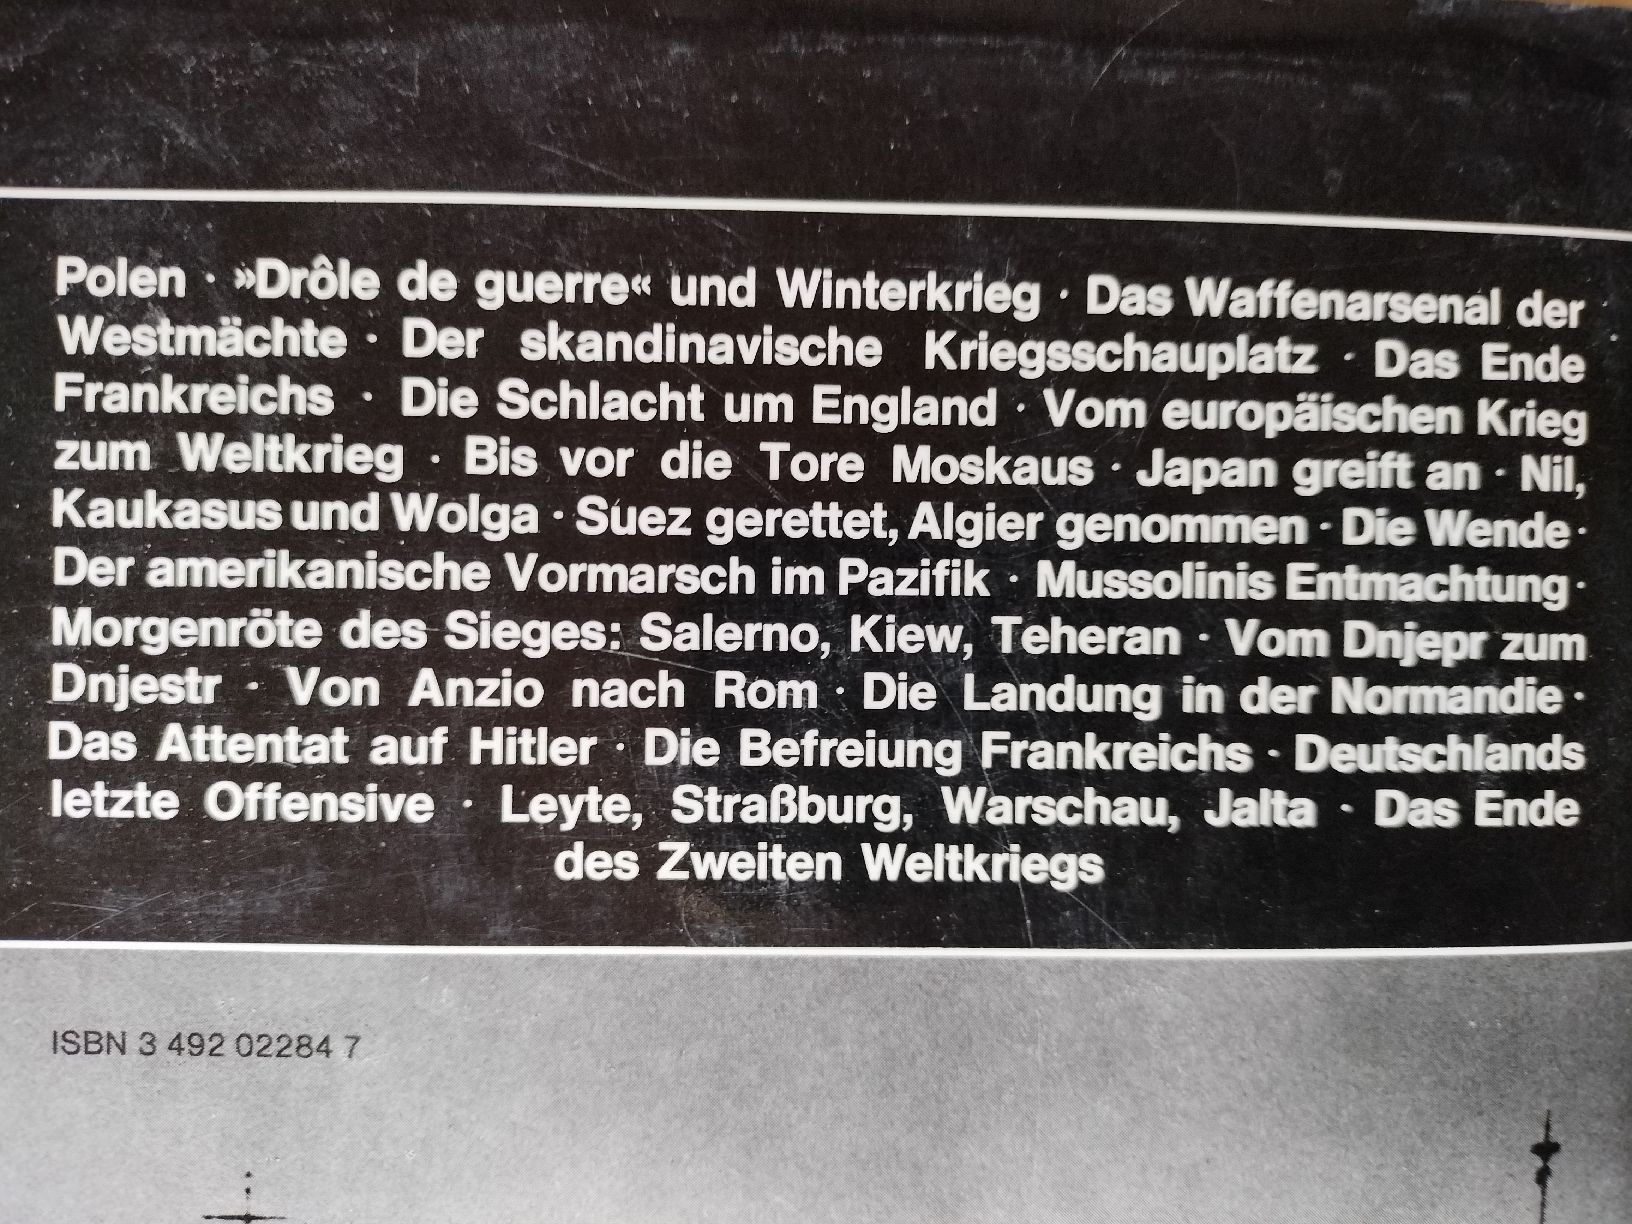 Polen · »Drôle de guerre« und Winterkrieg · Das Waffenarsenal der
Westmächte · Der skandinavische Kriegsschauplatz · Das Ende
Frankreichs · Die Schlacht um England · Vom europäischen Krieg
zum Weltkrieg · Bis vor die Tore Moskaus · Japan greift an · Nil,
Kaukasus und Wolga · Suez gerettet, Algier genommen · Die Wende ·
Der amerikanische Vormarsch im Pazifik · Mussolinis Entmachtung ·
Morgenröte des Sieges: Salerno, Kiew, Teheran · Vom Dnjepr zum
Dnjestr · Von Anzio nach Rom · Die Landung in der Normandie ·
Das Attentat auf Hitler · Die Befreiung Frankreichs · Deutschlands
letzte Offensive · Leyte, Straßburg, Warschau, Jalta · Das Ende
des Zweiten Weltkriegs
ISBN 3 492 02284 7